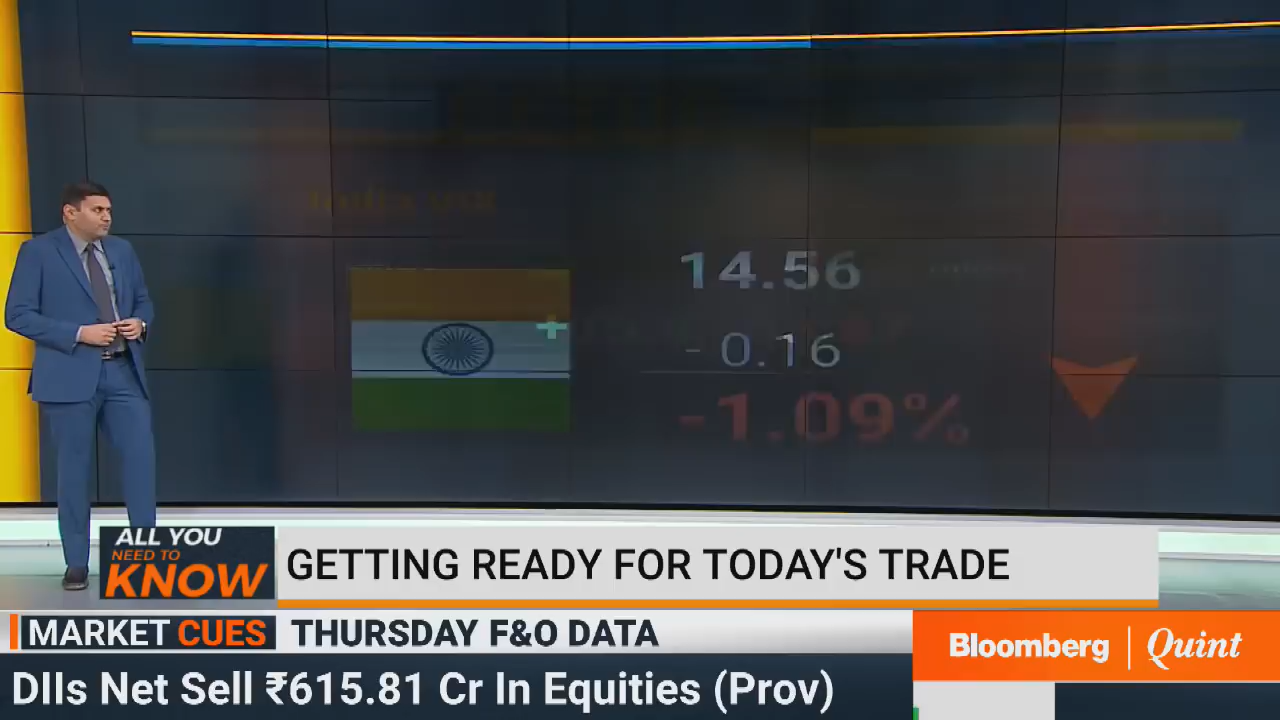 India VIX
14.56
- 0.16
-1.09%
ALL YOU
NEED TO
KNOW
GETTING READY FOR TODAY'S TRADE
MARKET CUES
THURSDAY F&O DATA
Bloomberg | Quint
DIIs Net Sell ₹615.81 Cr In Equities (Prov)